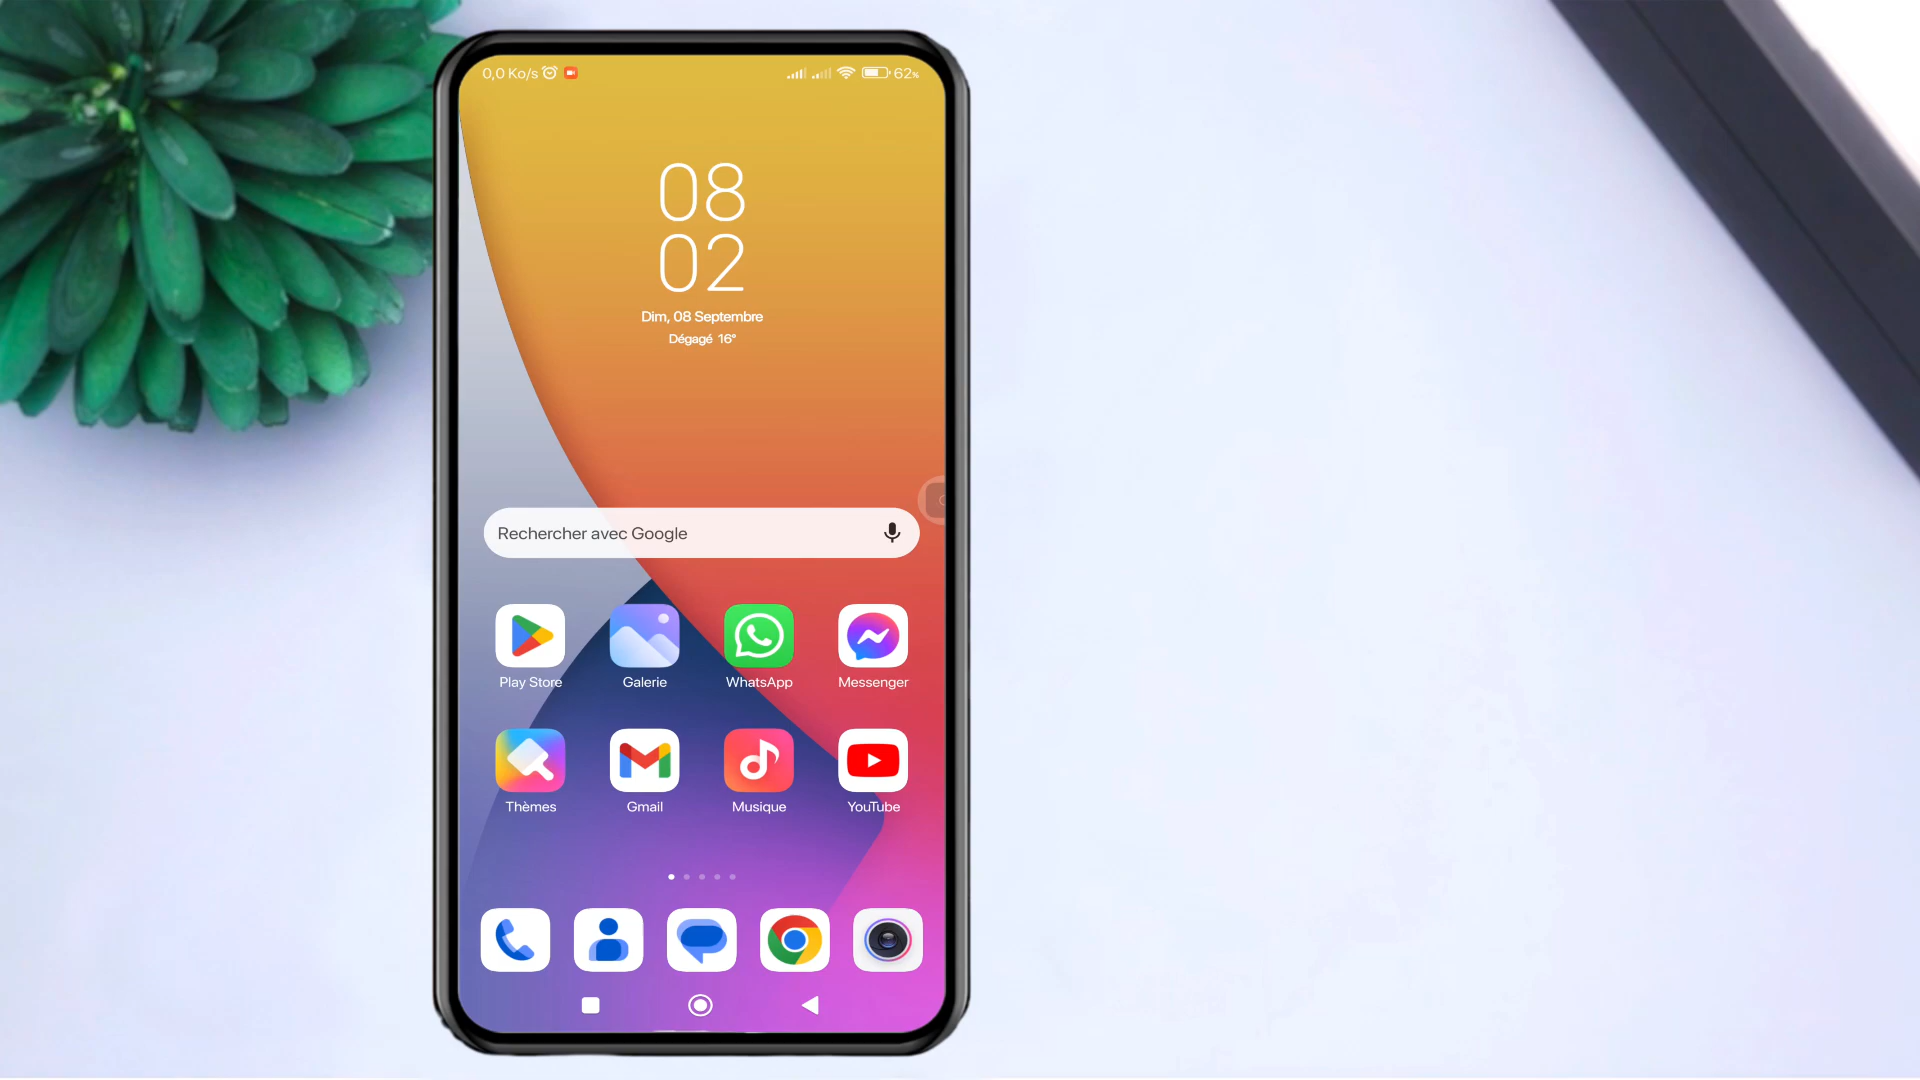 0,0 Ko/s 62%
08
02
Dim, 08 Septembre
Dégagé 16°
Rechercher avec Google
Play Store Galerie WhatsApp Messenger
Thèmes Gmail Musique YouTube